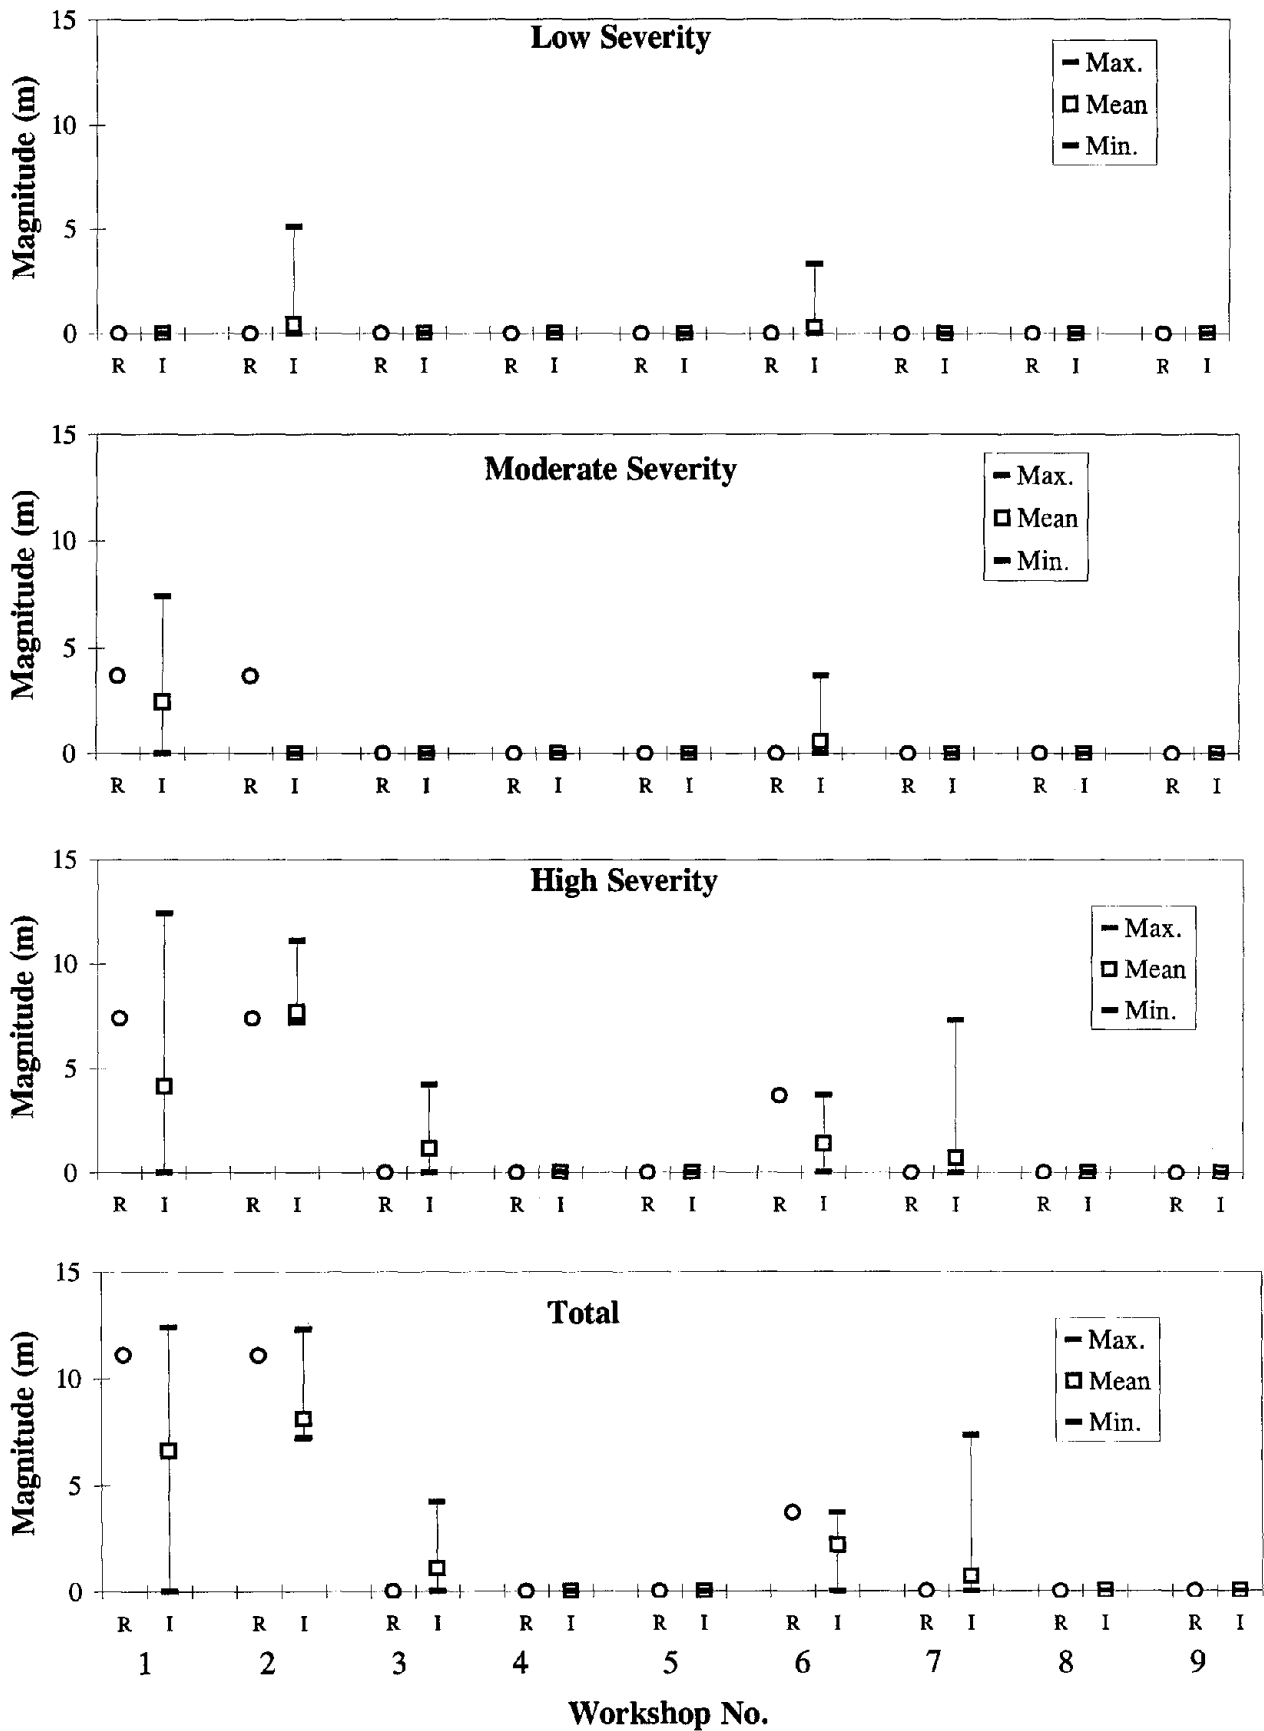 Low Severity
Magnitude (m)
15
10
5
0
Max.
Mean
Min.
R I R I R I R I R I R I R I R I R I
Moderate Severity
Magnitude (m)
15
10
5
0
Max.
Mean
Min.
R I R I R I R I R I R I R I R I R I
High Severity
Magnitude (m)
15
10
5
0
Max.
Mean
Min.
R I R I R I R I R I R I R I R I R I
Total
Magnitude (m)
15
10
5
0
Max.
Mean
Min.
R I R I R I R I R I R I R I R I R I
1 2 3 4 5 6 7 8 9
Workshop No.